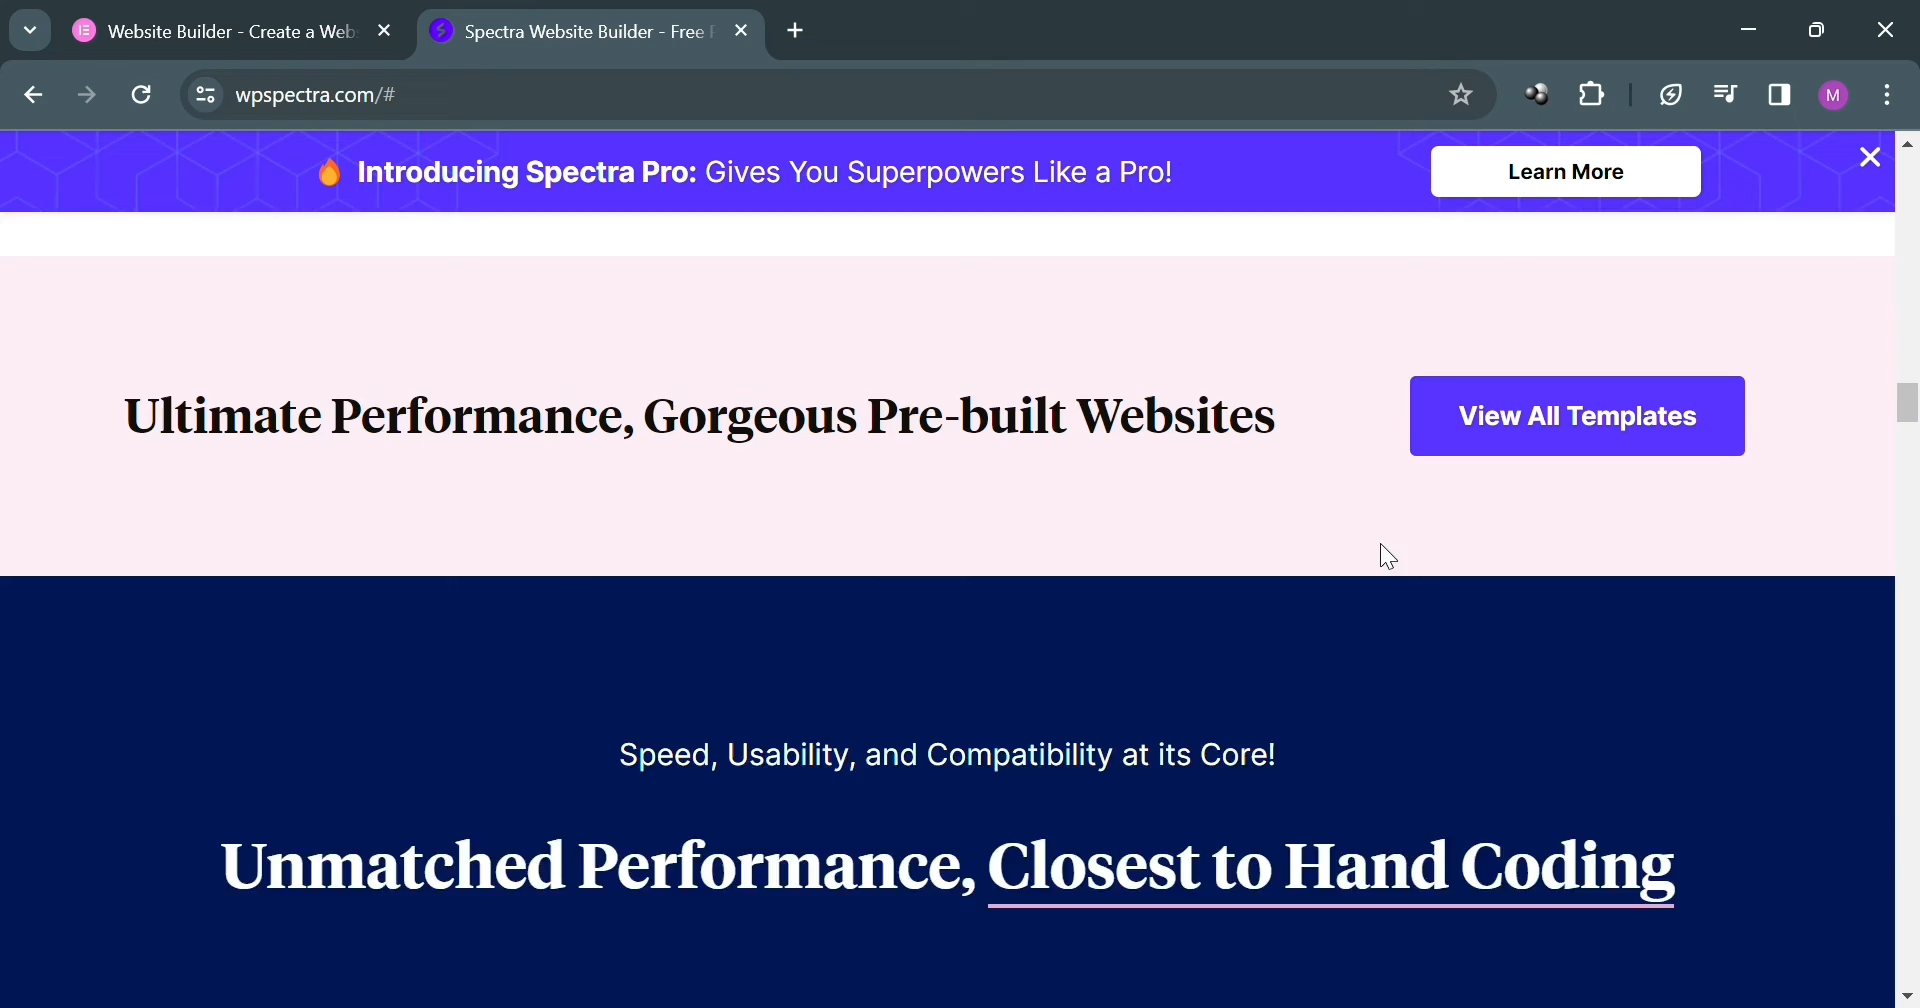 Website Builder - Create a Web
Spectra Website Builder - Free
wpspectra.com/#
M
Introducing Spectra Pro: Gives You Superpowers Like a Pro!
Learn More
Ultimate Performance, Gorgeous Pre-built Websites
View All Templates
Speed, Usability, and Compatibility at its Core!
Unmatched Performance, Closest to Hand Coding